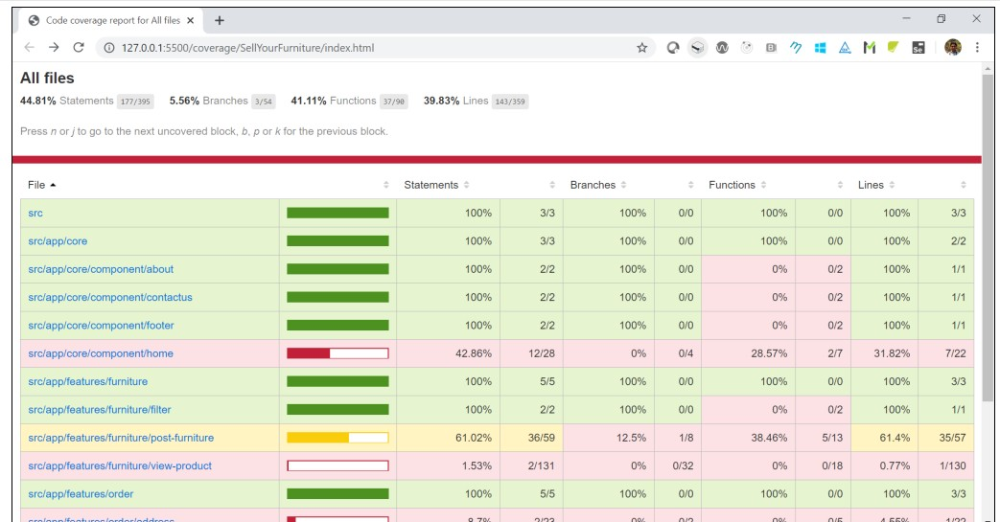 Code coverage report for All files
127.0.0.1:5500/coverage/SellYourFurniture/index.html
All files
44.81% Statements 177/395 5.56% Branches 3/54 41.11% Functions 37/90 39.83% Lines 143/359
Press n or j to go to the next uncovered block, b, p or k for the previous block.
File Statements Branches Functions Lines
src 100% 3/3 100% 0/0 100% 0/0 100% 3/3
src/app/core 100% 3/3 100% 0/0 100% 0/0 100% 2/2
src/app/core/component/about 100% 2/2 100% 0/0 0% 0/2 100% 1/1
src/app/core/component/contactus 100% 2/2 100% 0/0 0% 0/2 100% 1/1
src/app/core/component/footer 100% 2/2 100% 0/0 0% 0/2 100% 1/1
src/app/core/component/home 42.86% 12/28 0% 0/4 28.57% 2/7 31.82% 7/22
src/app/features/furniture 100% 5/5 100% 0/0 100% 0/0 100% 3/3
src/app/features/furniture/filter 100% 2/2 100% 0/0 0% 0/2 100% 1/1
src/app/features/furniture/post-furniture 61.02% 36/59 12.5% 1/8 38.46% 5/13 61.4% 35/57
src/app/features/furniture/view-product 1.53% 2/131 0% 0/32 0% 0/18 0.77% 1/130
src/app/features/order 100% 5/5 100% 0/0 100% 0/0 100% 3/3
src/app/features/order/address 8.7% 2/23 0% 0/2 0% 0/5 4.55% 1/22